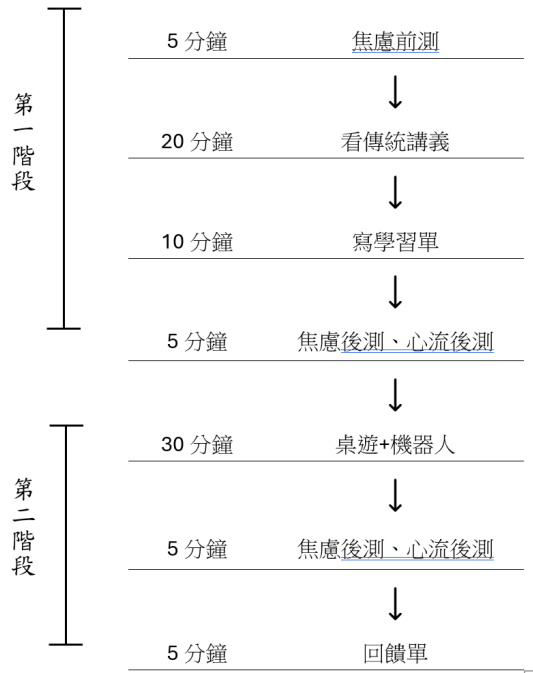 第一階段
5 分鐘 焦慮前測
↓
20 分鐘 看傳統講義
↓
10 分鐘 寫學習單
↓
5 分鐘 焦慮後測、心流後測
↓
第二階段
30 分鐘 桌遊+機器人
↓
5 分鐘 焦慮後測、心流後測
↓
5 分鐘 回饋單